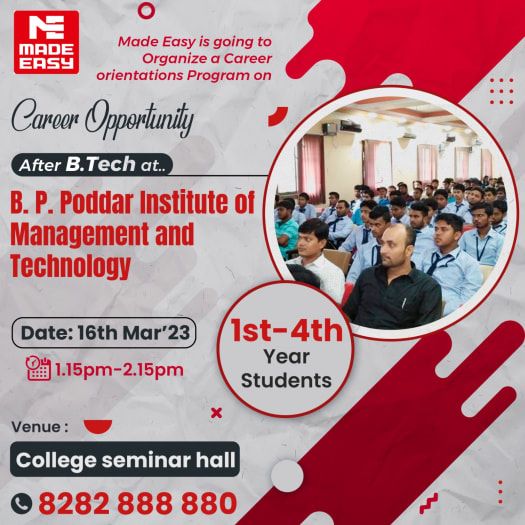 ME
MADE
EASY
Made Easy is going to
Organize a Career
orientations Program on
Career Opportunity
After B.Tech at..
B. P. Poddar Institute of
Management and
Technology
Date: 16th Mar'23
1.15pm-2.15pm
1st-4th
Year
Students
Venue :
College seminar hall
8282 888 880